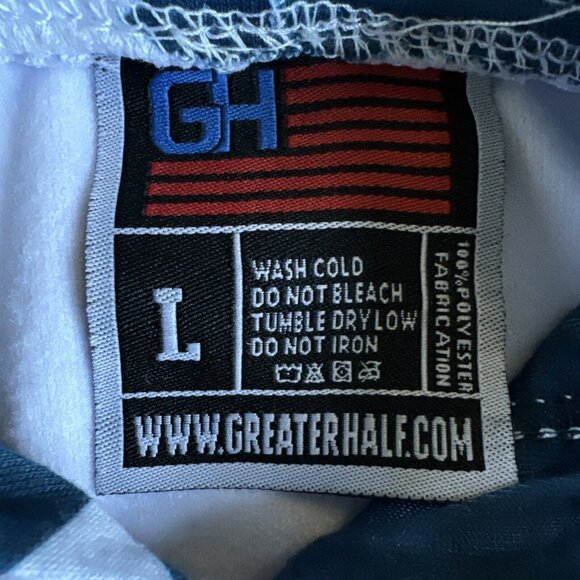 GH
L
WASH COLD
DO NOT BLEACH
TUMBLE DRY LOW
DO NOT IRON
100%POLYESTER
FABRICATION
WWW.GREATERHALF.COM